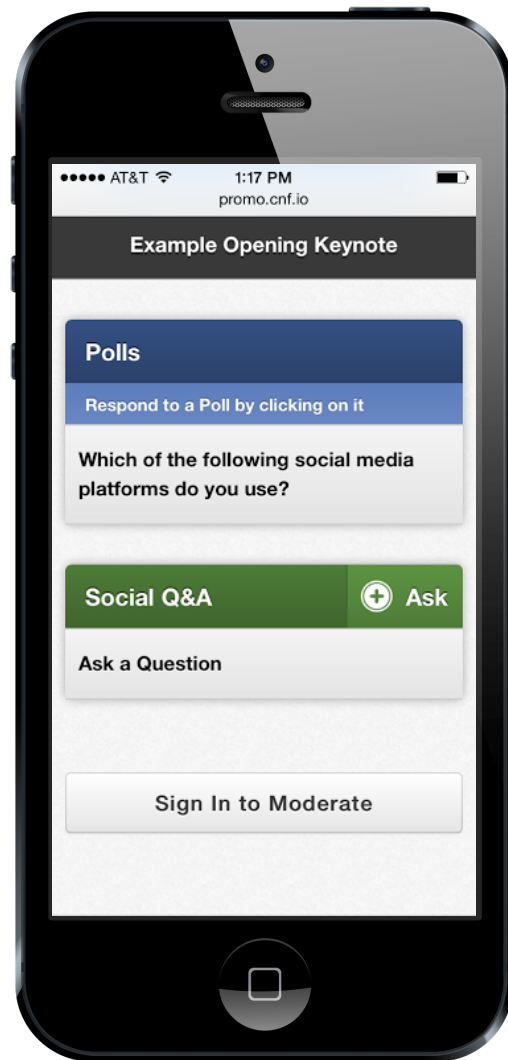 AT&T 1:17 PM
promo.cnf.io
Example Opening Keynote
Polls
Respond to a Poll by clicking on it
Which of the following social media
platforms do you use?
Social Q&A Ask
Ask a Question
Sign In to Moderate